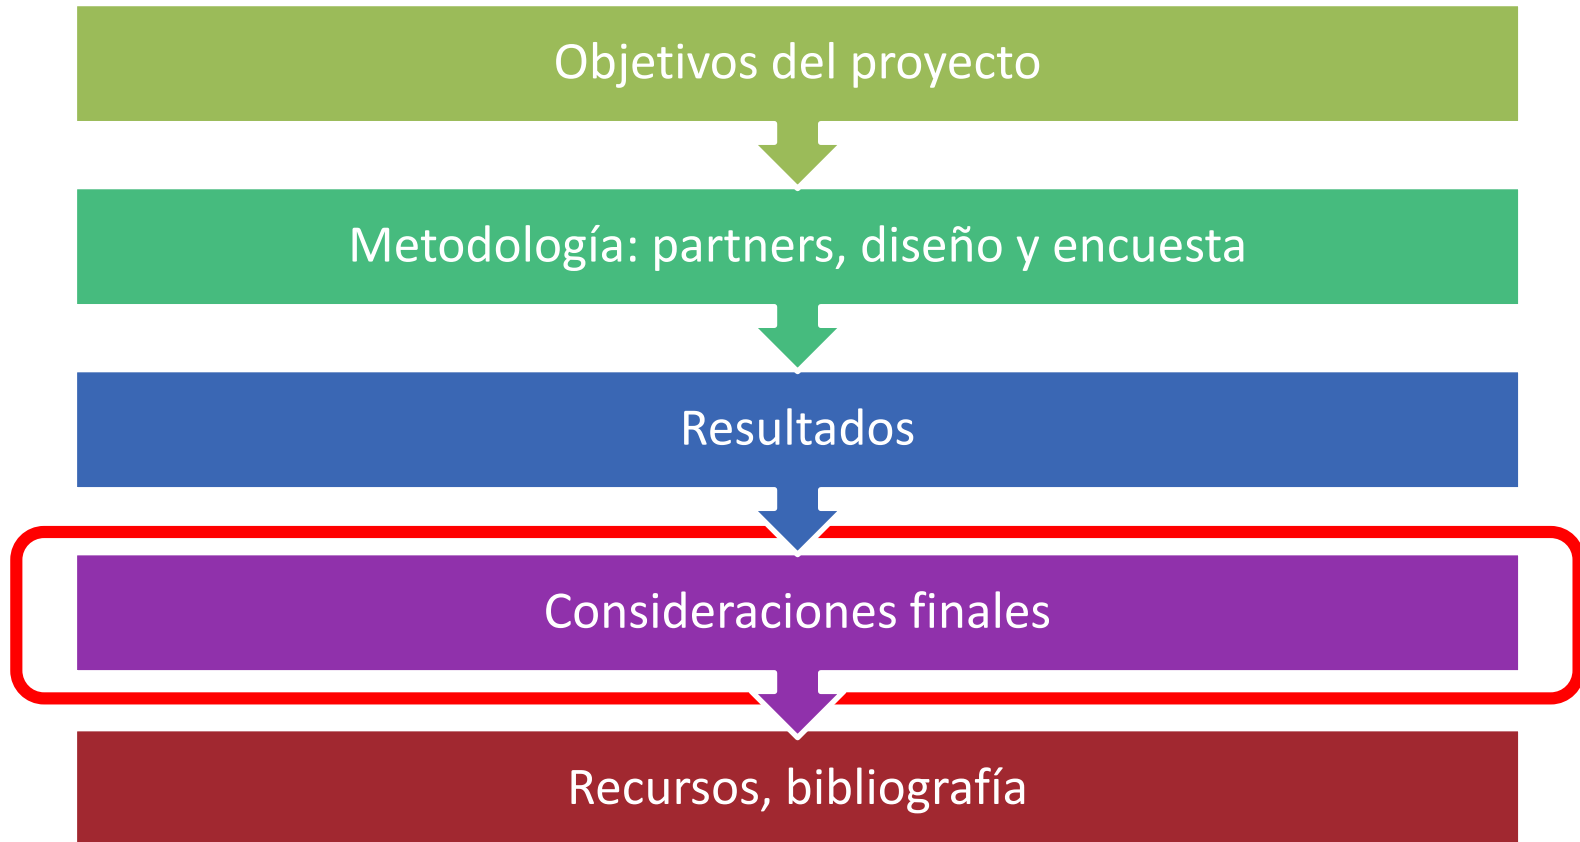 Objetivos del proyecto
Metodología: partners, diseño y encuesta
Resultados
Consideraciones finales
Recursos, bibliografía